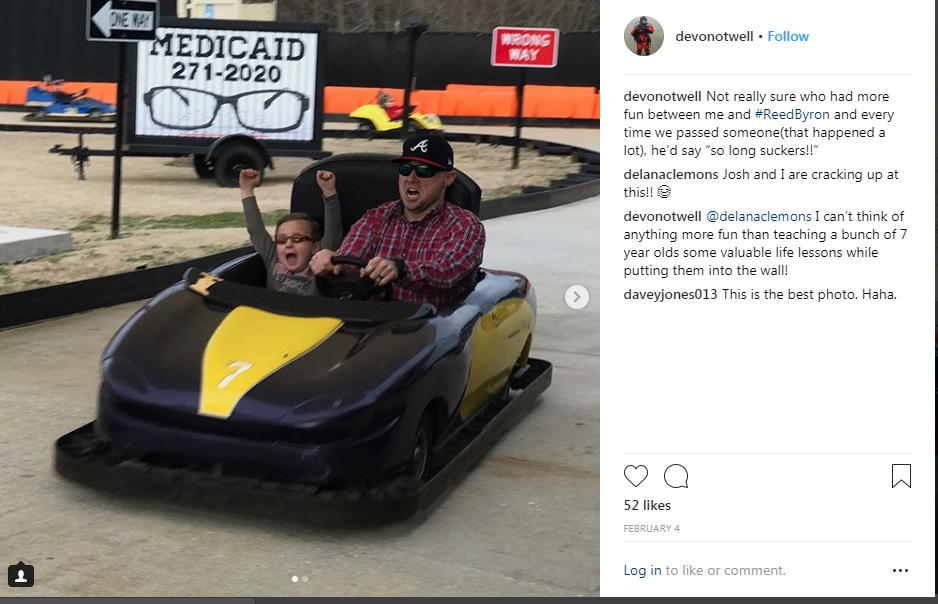 ONE WAY
MEDICAID
271-2020
WRONG
WAY
A
7
devonotwell • Follow
devonotwell Not really sure who had more
fun between me and #ReedByron and every
time we passed someone(that happened a
lot), he'd say "so long suckers!!"
delanaclemons Josh and I are cracking up at
this!! 😂
devonotwell @delanaclemons I can't think of
anything more fun than teaching a bunch of 7
year olds some valuable life lessons while
putting them into the wall!
daveyjones013 This is the best photo. Haha.
52 likes
FEBRUARY 4
Log in to like or comment.